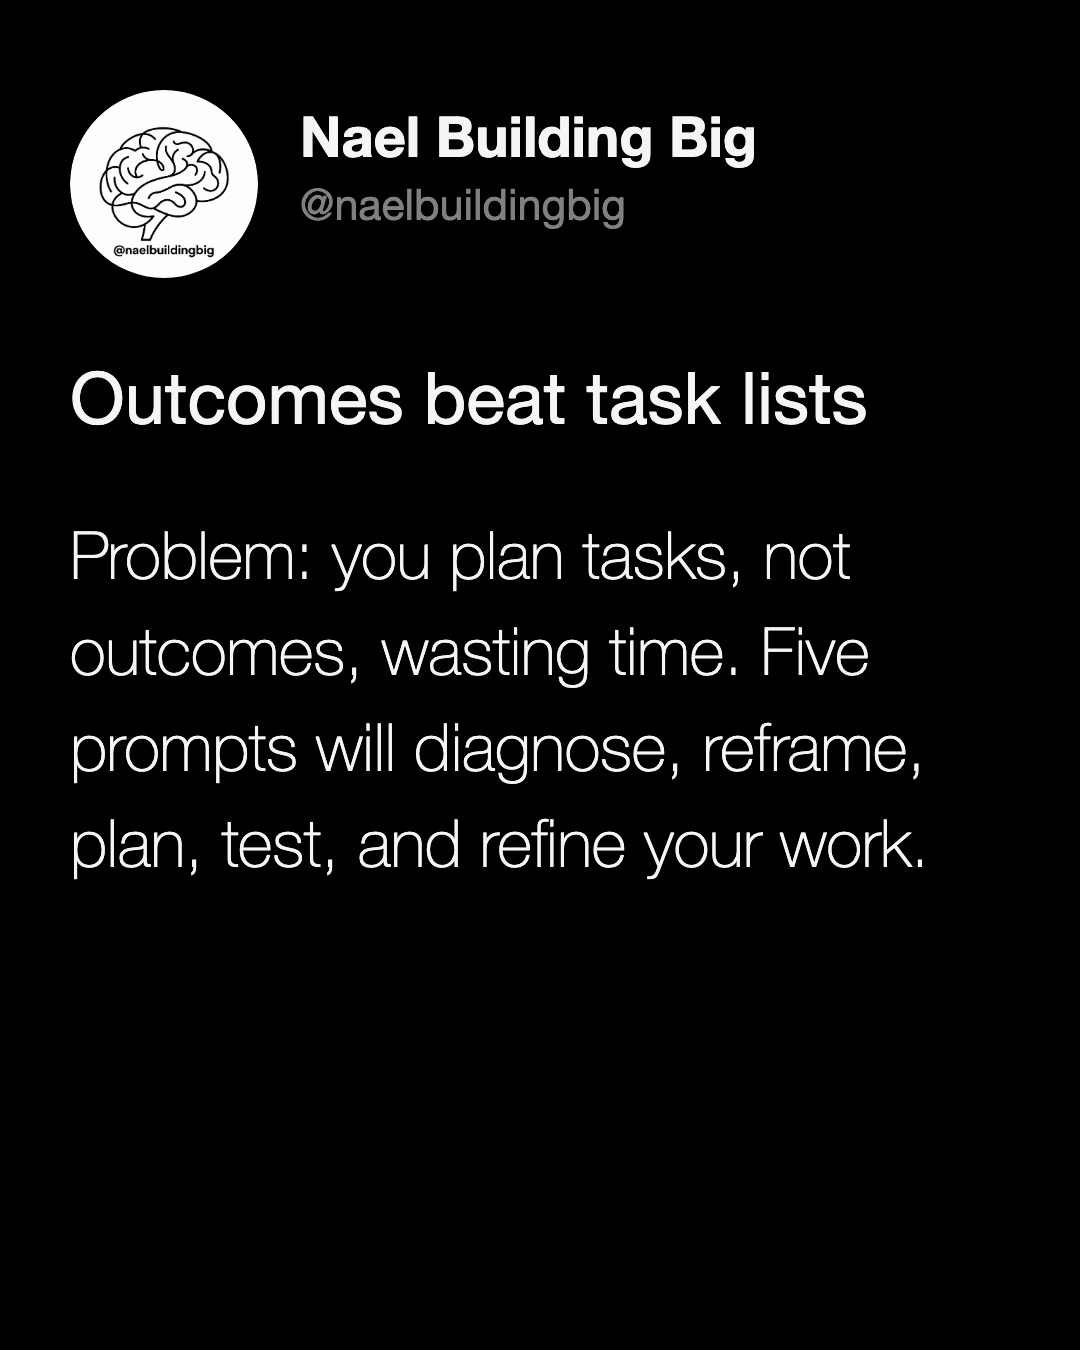 Nael Building Big
@naelbuildingbig
@naelbuildingbig
Outcomes beat task lists
Problem: you plan tasks, not
outcomes, wasting time. Five
prompts will diagnose, reframe,
plan, test, and refine your work.